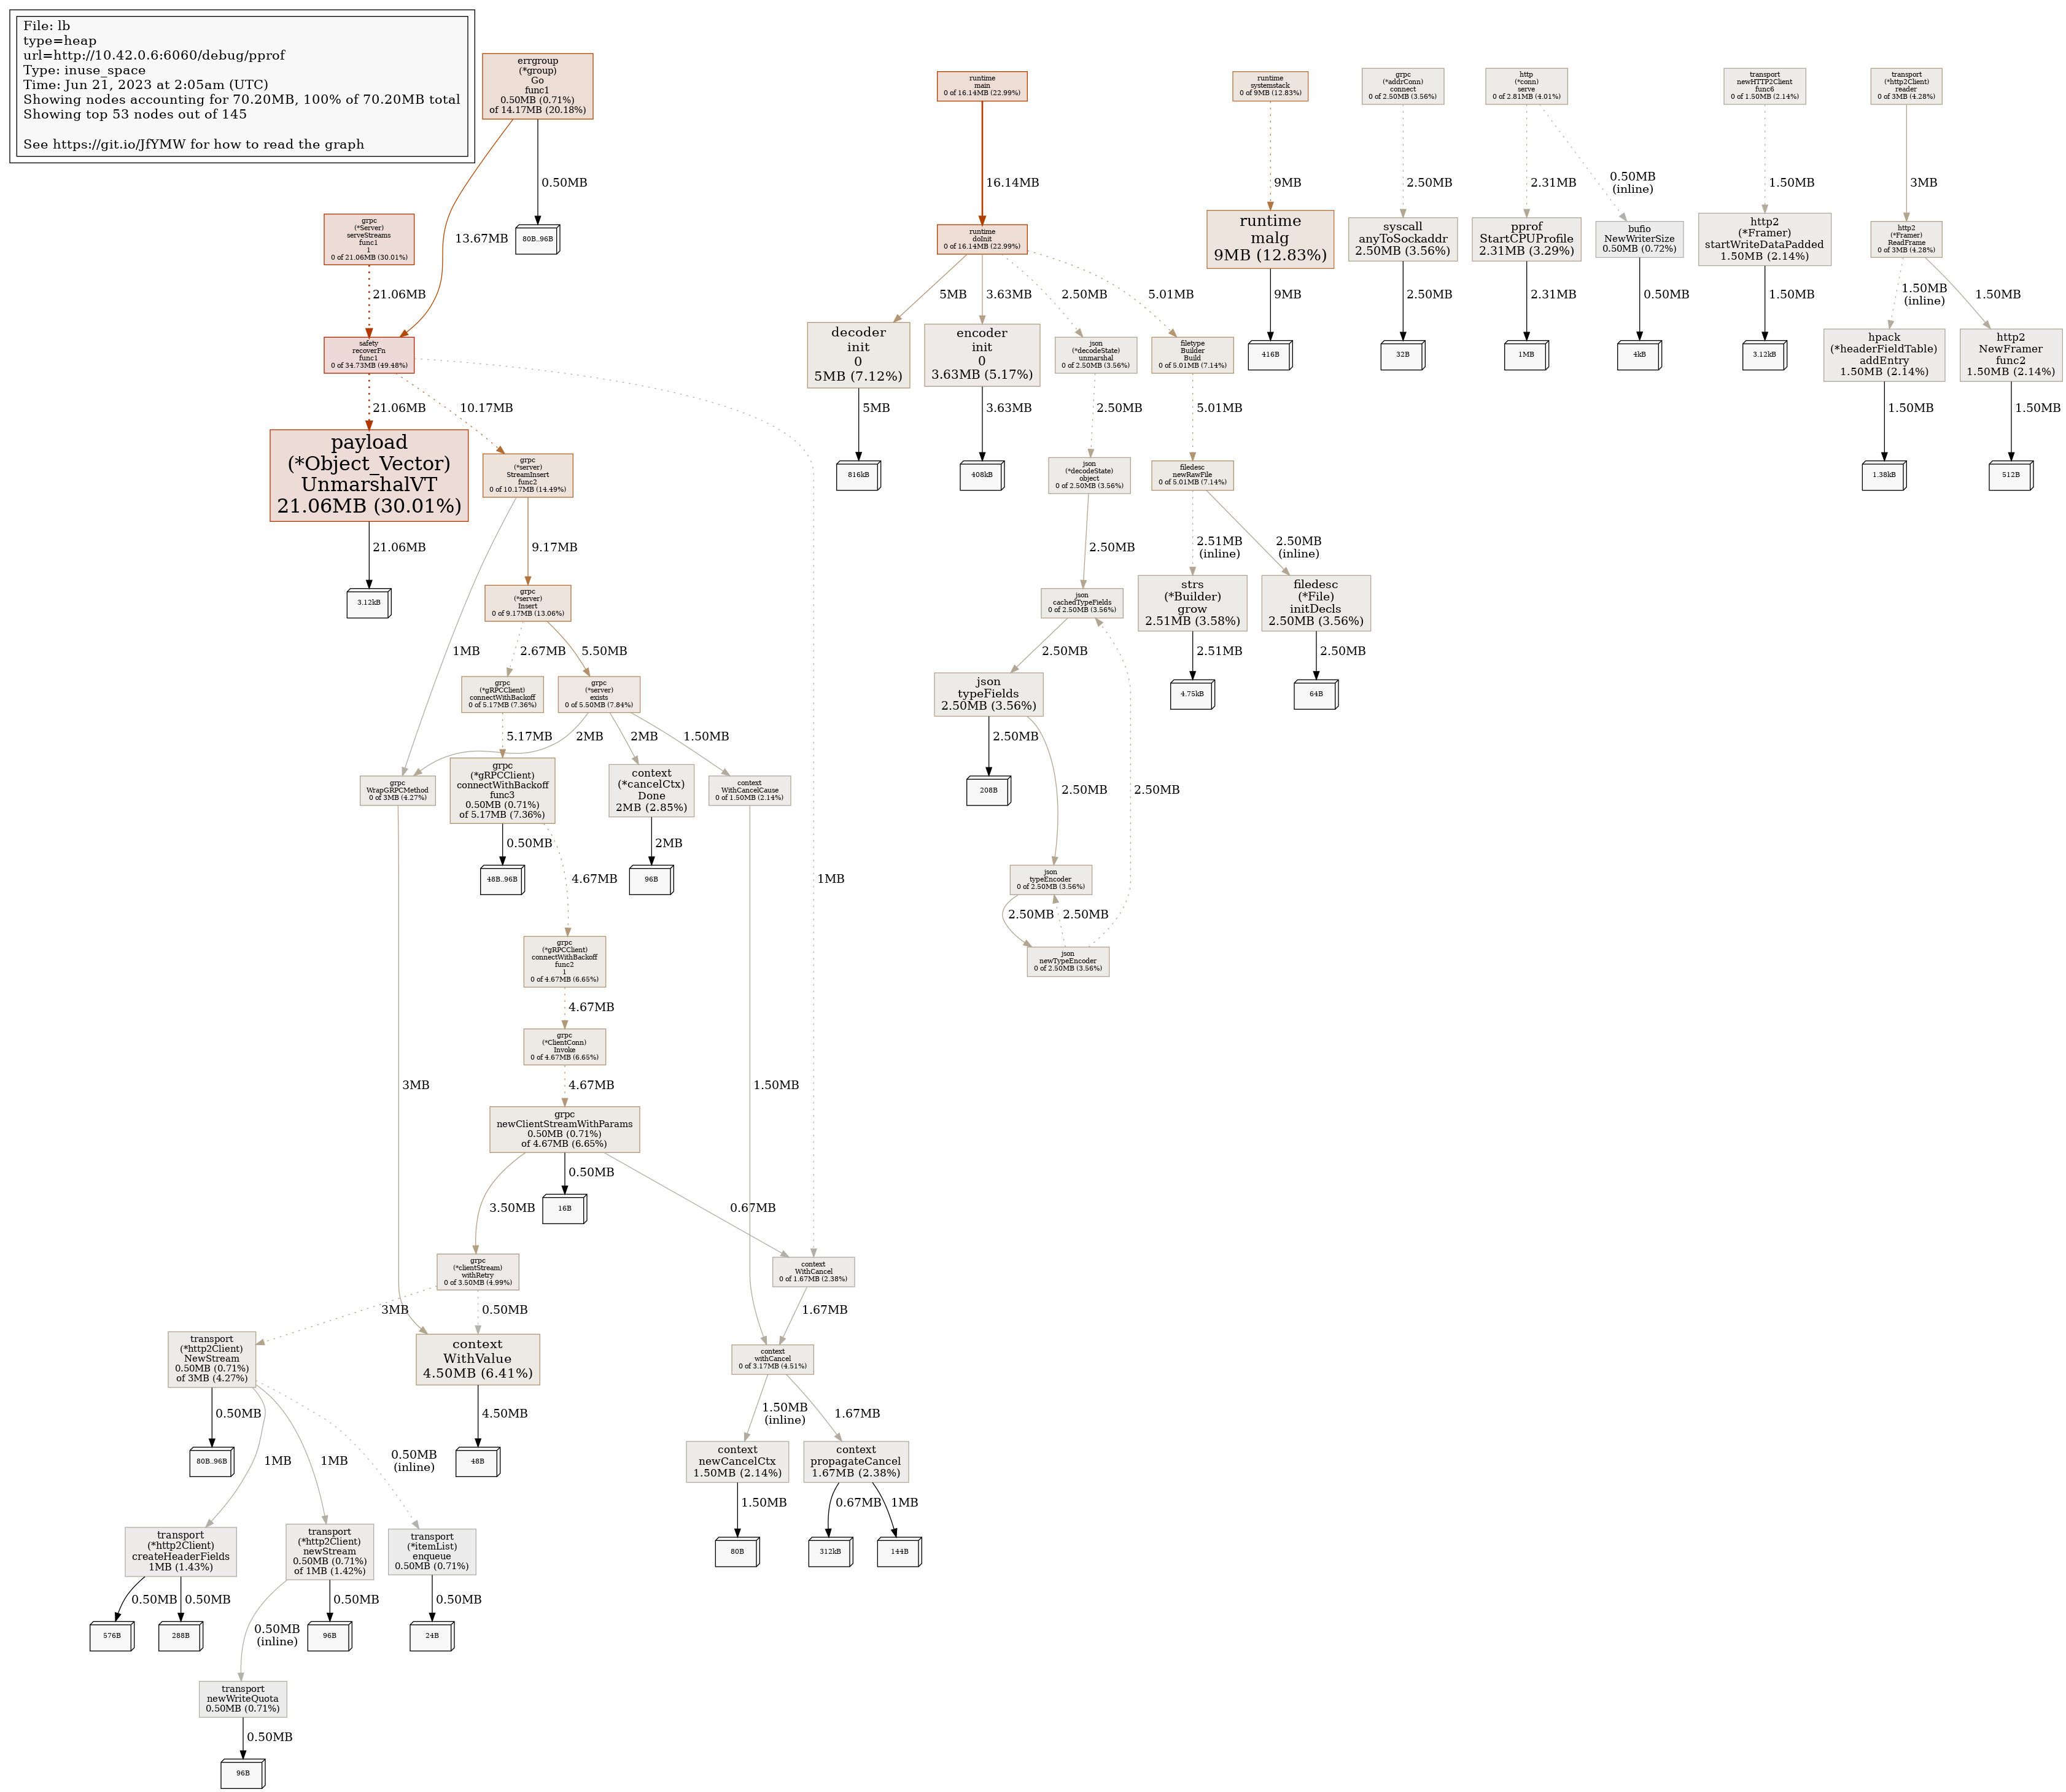 File: lb
type=heap
url=http://10.42.0.6:6060/debug/pprof
Type: inuse_space
Time: Jun 21, 2023 at 2:05am (UTC)
Showing nodes accounting for 70.20MB, 100% of 70.20MB total
Showing top 53 nodes out of 145
See https://git.io/JfYMW for how to read the graph
errgroup
(*group)
Go
func1
0.50MB (0.71%)
of 14.17MB (20.18%)
runtime
main
0 of 16.14MB (22.99%)
runtime
systemstack
0 of 9MB (12.83%)
grpc
(*addrConn)
connect
0 of 2.50MB (3.56%)
http
(*conn)
serve
0 of 2.81MB (4.01%)
transport
newHTTP2Client
func6
0 of 1.50MB (2.14%)
transport
(*http2Client)
reader
0 of 3MB (4.28%)
13.67MB
0.50MB
16.14MB
9MB
2.50MB
2.31MB
0.50MB
(inline)
1.50MB
3MB
grpc
(*Server)
serveStreams
func1
1
0 of 21.06MB (30.01%)
80B..96B
runtime
doInit
0 of 16.14MB (22.99%)
runtime
malg
9MB (12.83%)
syscall
anyToSockaddr
2.50MB (3.56%)
pprof
StartCPUProfile
2.31MB (3.29%)
bufio
NewWriterSize
0.50MB (0.72%)
http2
(*Framer)
startWriteDataPadded
1.50MB (2.14%)
http2
(*Framer)
ReadFrame
0 of 3MB (4.28%)
21.06MB
5MB
3.63MB
2.50MB
5.01MB
9MB
2.50MB
2.31MB
0.50MB
1.50MB
1.50MB
(inline)
1.50MB
safety
recoverFn
func1
0 of 34.73MB (49.48%)
decoder
init
0
5MB (7.12%)
encoder
init
0
3.63MB (5.17%)
json
(*decodeState)
unmarshal
0 of 2.50MB (3.56%)
filetype
Builder
Build
0 of 5.01MB (7.14%)
416B
32B
1MB
4kB
3.12kB
hpack
(*headerFieldTable)
addEntry
1.50MB (2.14%)
http2
NewFramer
func2
1.50MB (2.14%)
21.06MB
10.17MB
1MB
5MB
3.63MB
2.50MB
5.01MB
1.50MB
1.50MB
payload
(*Object_Vector)
UnmarshalVT
21.06MB (30.01%)
grpc
(*server)
StreamInsert
func2
0 of 10.17MB (14.49%)
816kB
408kB
json
(*decodeState)
object
0 of 2.50MB (3.56%)
filedesc
newRawFile
0 of 5.01MB (7.14%)
1.38kB
512B
21.06MB
1MB
9.17MB
2.50MB
2.51MB
(inline)
2.50MB
(inline)
3.12kB
grpc
(*server)
Insert
0 of 9.17MB (13.06%)
json
cachedTypeFields
0 of 2.50MB (3.56%)
strs
(*Builder)
grow
2.51MB (3.58%)
filedesc
(*File)
initDecls
2.50MB (3.56%)
2.67MB
5.50MB
2.50MB
2.51MB
2.50MB
grpc
(*gRPCClient)
connectWithBackoff
0 of 5.17MB (7.36%)
grpc
(*server)
exists
0 of 5.50MB (7.84%)
json
typeFields
2.50MB (3.56%)
4.75kB
64B
5.17MB
2MB
2MB
1.50MB
2.50MB
2.50MB
2.50MB
grpc
WrapGRPCMethod
0 of 3MB (4.27%)
grpc
(*gRPCClient)
connectWithBackoff
func3
0.50MB (0.71%)
of 5.17MB (7.36%)
context
(*cancelCtx)
Done
2MB (2.85%)
context
WithCancelCause
0 of 1.50MB (2.14%)
208B
3MB
0.50MB
4.67MB
2MB
1.50MB
48B..96B
96B
json
typeEncoder
0 of 2.50MB (3.56%)
2.50MB
2.50MB
grpc
(*gRPCClient)
connectWithBackoff
func2
1
0 of 4.67MB (6.65%)
json
newTypeEncoder
0 of 2.50MB (3.56%)
4.67MB
grpc
(*ClientConn)
Invoke
0 of 4.67MB (6.65%)
4.67MB
grpc
newClientStreamWithParams
0.50MB (0.71%)
of 4.67MB (6.65%)
3.50MB
0.50MB
0.67MB
16B
grpc
(*clientStream)
withRetry
0 of 3.50MB (4.99%)
context
WithCancel
0 of 1.67MB (2.38%)
3MB
0.50MB
1.67MB
transport
(*http2Client)
NewStream
0.50MB (0.71%)
of 3MB (4.27%)
context
WithValue
4.50MB (6.41%)
context
withCancel
0 of 3.17MB (4.51%)
0.50MB
1MB
1MB
0.50MB
(inline)
4.50MB
1.50MB
(inline)
1.67MB
80B..96B
48B
context
newCancelCtx
1.50MB (2.14%)
context
propagateCancel
1.67MB (2.38%)
1.50MB
0.67MB
1MB
transport
(*http2Client)
createHeaderFields
1MB (1.43%)
transport
(*http2Client)
newStream
0.50MB (0.71%)
of 1MB (1.42%)
transport
(*itemList)
enqueue
0.50MB (0.71%)
80B
312kB
144B
0.50MB
0.50MB
0.50MB
(inline)
0.50MB
0.50MB
576B
288B
96B
24B
transport
newWriteQuota
0.50MB (0.71%)
0.50MB
96B